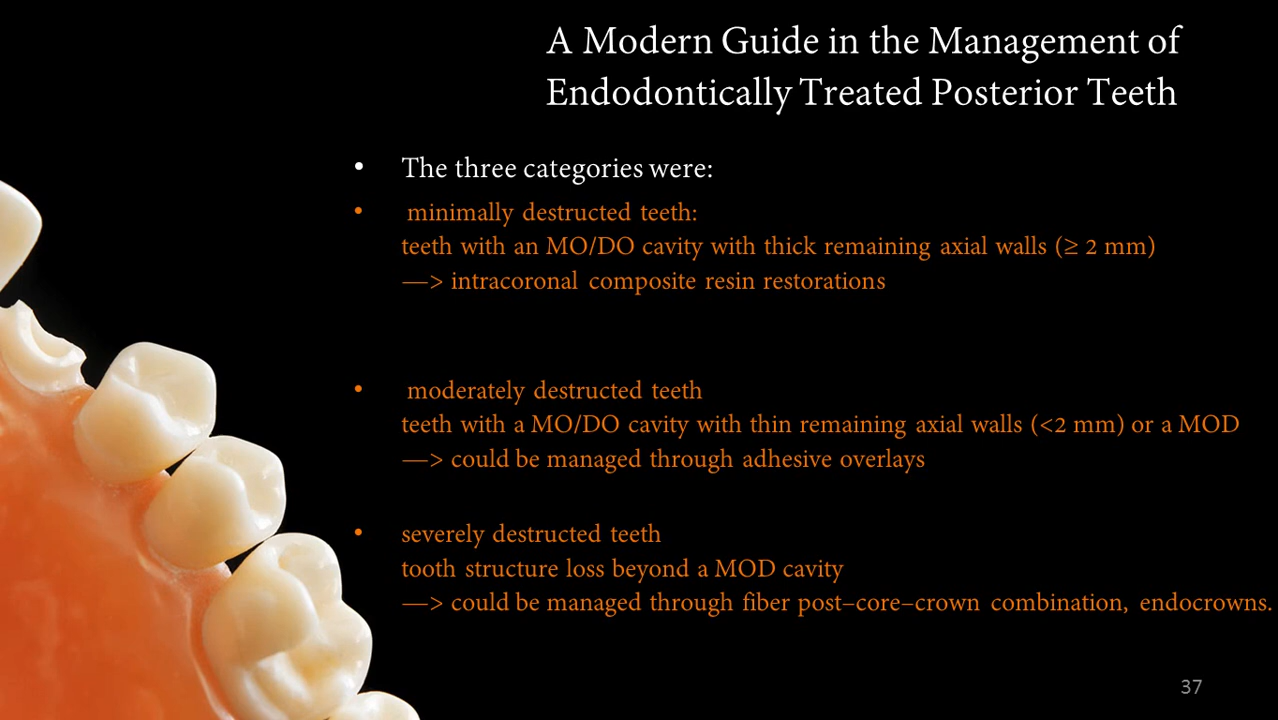 A Modern Guide in the Management of
Endodontically Treated Posterior Teeth
• The three categories were:
• minimally destructed teeth:
teeth with an MO/DO cavity with thick remaining axial walls (≥ 2 mm)
—> intracoronal composite resin restorations
• moderately destructed teeth
teeth with a MO/DO cavity with thin remaining axial walls (<2 mm) or a MOD
—> could be managed through adhesive overlays
• severely destructed teeth
tooth structure loss beyond a MOD cavity
—> could be managed through fiber post–core–crown combination, endocrowns.
37